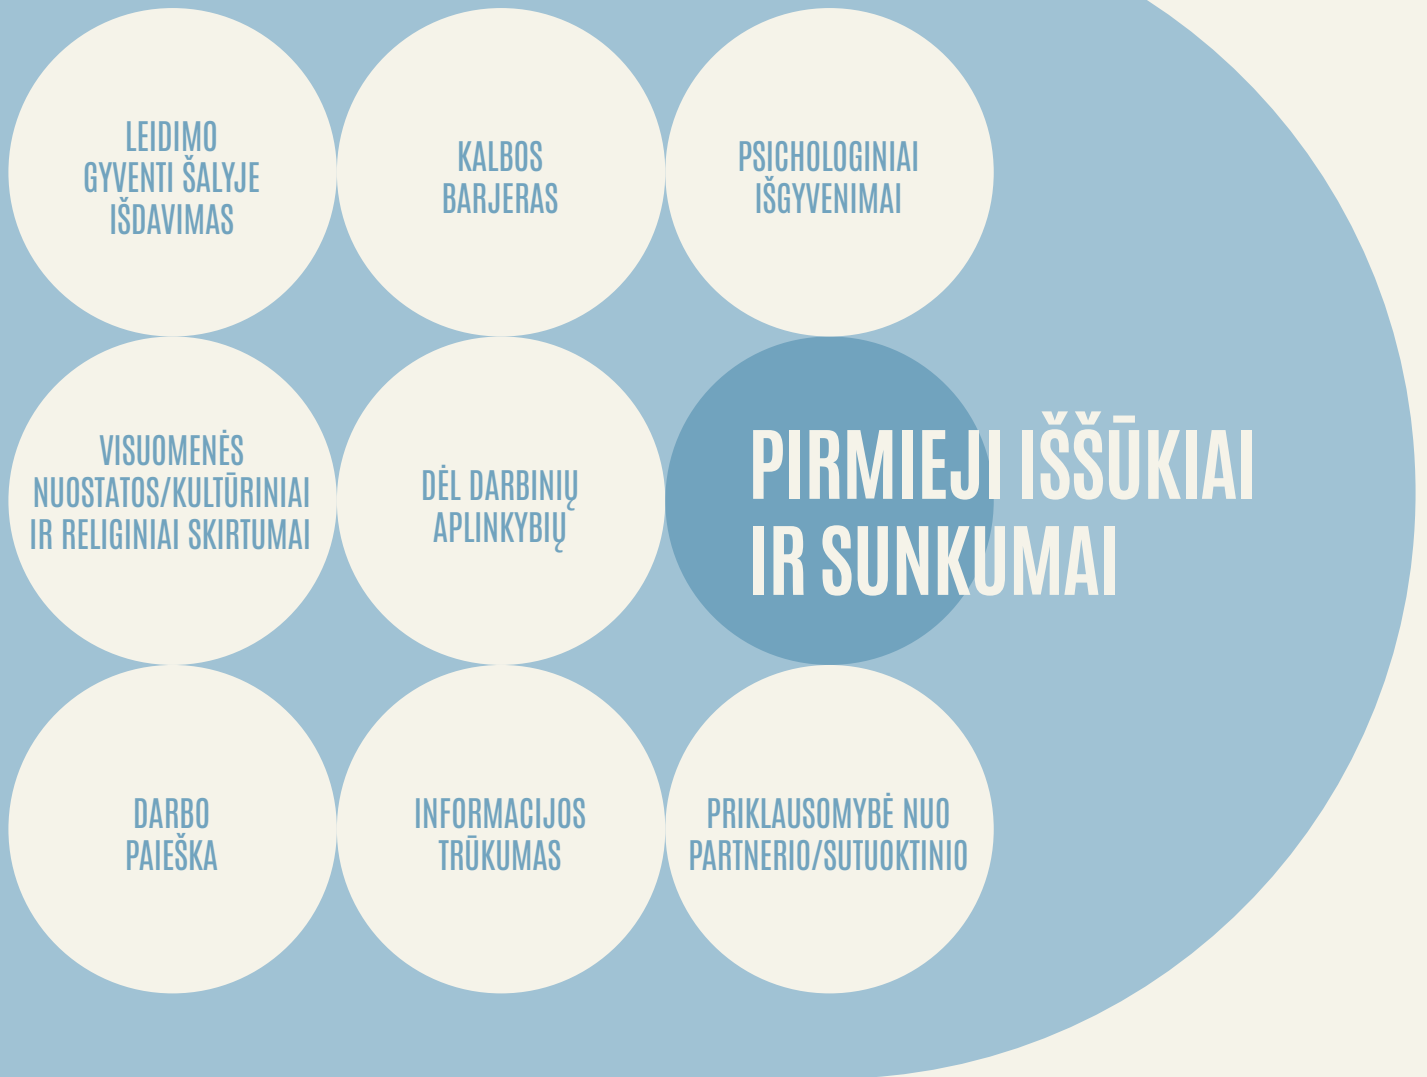 LEIDIMO
GYVENTI ŠALYJE
IŠDAVIMAS
KALBOS
BARJERAS
PSICHOLOGINIAI
IŠGYVENIMAI
VISUOMENĖS
NUOSTATOS/KULTŪRINIAI
IR RELIGINIAI SKIRTUMAI
DĖL DARBINIŲ
APLINKYBIŲ
PIRMIEJI IŠŠŪKIAI
IR SUNKUMAI
DARBO
PAIEŠKA
INFORMACIJOS
TRŪKUMAS
PRIKLAUSOMYBĖ NUO
PARTNERIO/SUTUOKTINIO